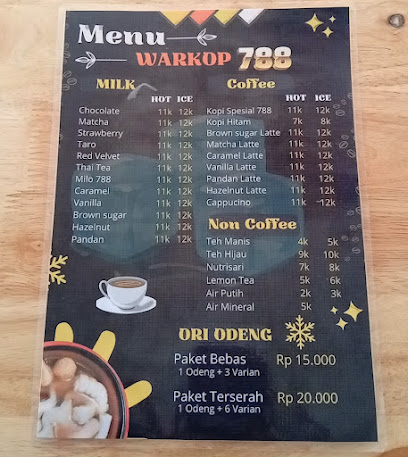 Menu
WARKOP 788
MILK
HOT ICE
Chocolate 11k 12k
Matcha 11k 12k
Strawberry 11k 12k
Taro 11k 12k
Red Velvet 11k 12k
Thai Tea 11k 12k
Milo 788 11k 12k
Caramel 11k 12k
Vanilla 11k 12k
Brown sugar 11k 12k
Hazelnut 11k 12k
Pandan 11k 12k
Coffee
HOT ICE
Kopi Spesial 788 11k 12k
Kopi Hitam 7k 8k
Brown sugar Latte 11k 12k
Matcha Latte 11k 12k
Caramel Latte 11k 12k
Vanilla Latte 11k 12k
Pandan Latte 11k 12k
Hazelnut Latte 11k 12k
Cappucino 11k 12k
Non Coffee
Teh Manis 4k 5k
Teh Hijau 9k 10k
Nutrisari 7k 8k
Lemon Tea 5k 6k
Air Putih 2k 3k
Air Mineral 5k
ORI ODENG
Paket Bebas Rp 15.000
1 Odeng + 3 Varian
Paket Terserah Rp 20.000
1 Odeng + 6 Varian